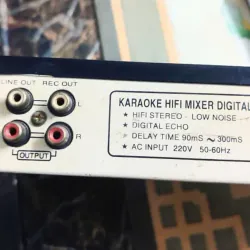 LINE OUT REC OUT
L
R
OUTPUT
KARAOKE HIFI MIXER DIGITAL
★ HIFI STEREO - LOW NOISE -
★ DIGITAL ECHO
★ DELAY TIME 90mS ~ 300mS
★ AC INPUT 220V 50-60Hz